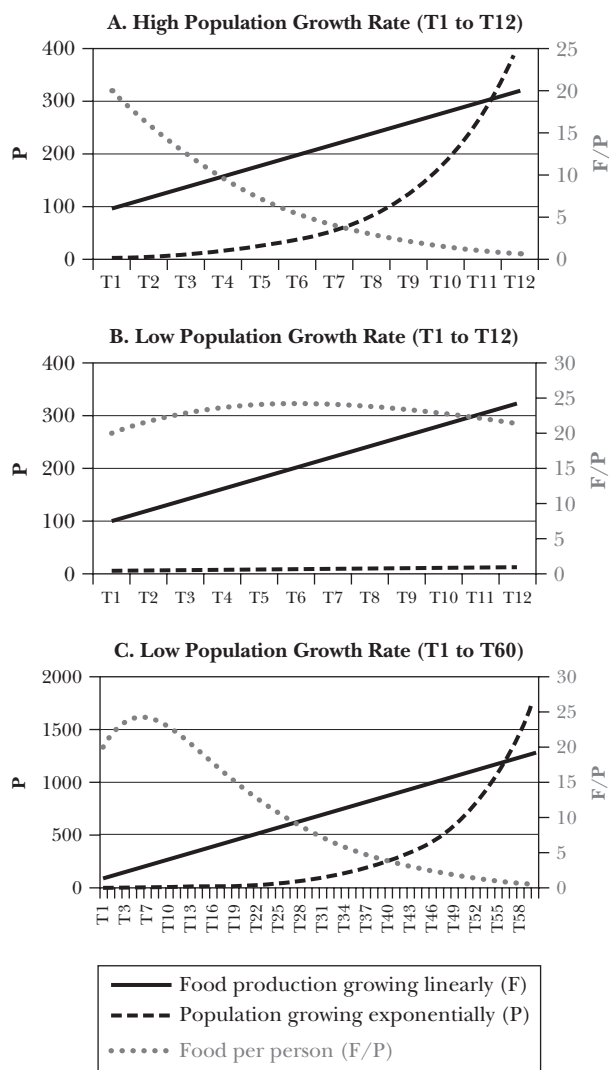 A. High Population Growth Rate (T1 to T12)
400
300
200
100
0
P
25
20
15
10
5
0
F/P
T1 T2 T3 T4 T5 T6 T7 T8 T9 T10 T11 T12
B. Low Population Growth Rate (T1 to T12)
400
300
200
100
0
P
30
25
20
15
10
5
0
F/P
T1 T2 T3 T4 T5 T6 T7 T8 T9 T10 T11 T12
C. Low Population Growth Rate (T1 to T60)
2000
1500
1000
500
0
P
30
25
20
15
10
5
0
F/P
T1 T3 T7 T10 T13 T16 T19 T22 T25 T28 T31 T34 T37 T40 T43 T46 T49 T52 T55 T58
Food production growing linearly (F)
Population growing exponentially (P)
Food per person (F/P)